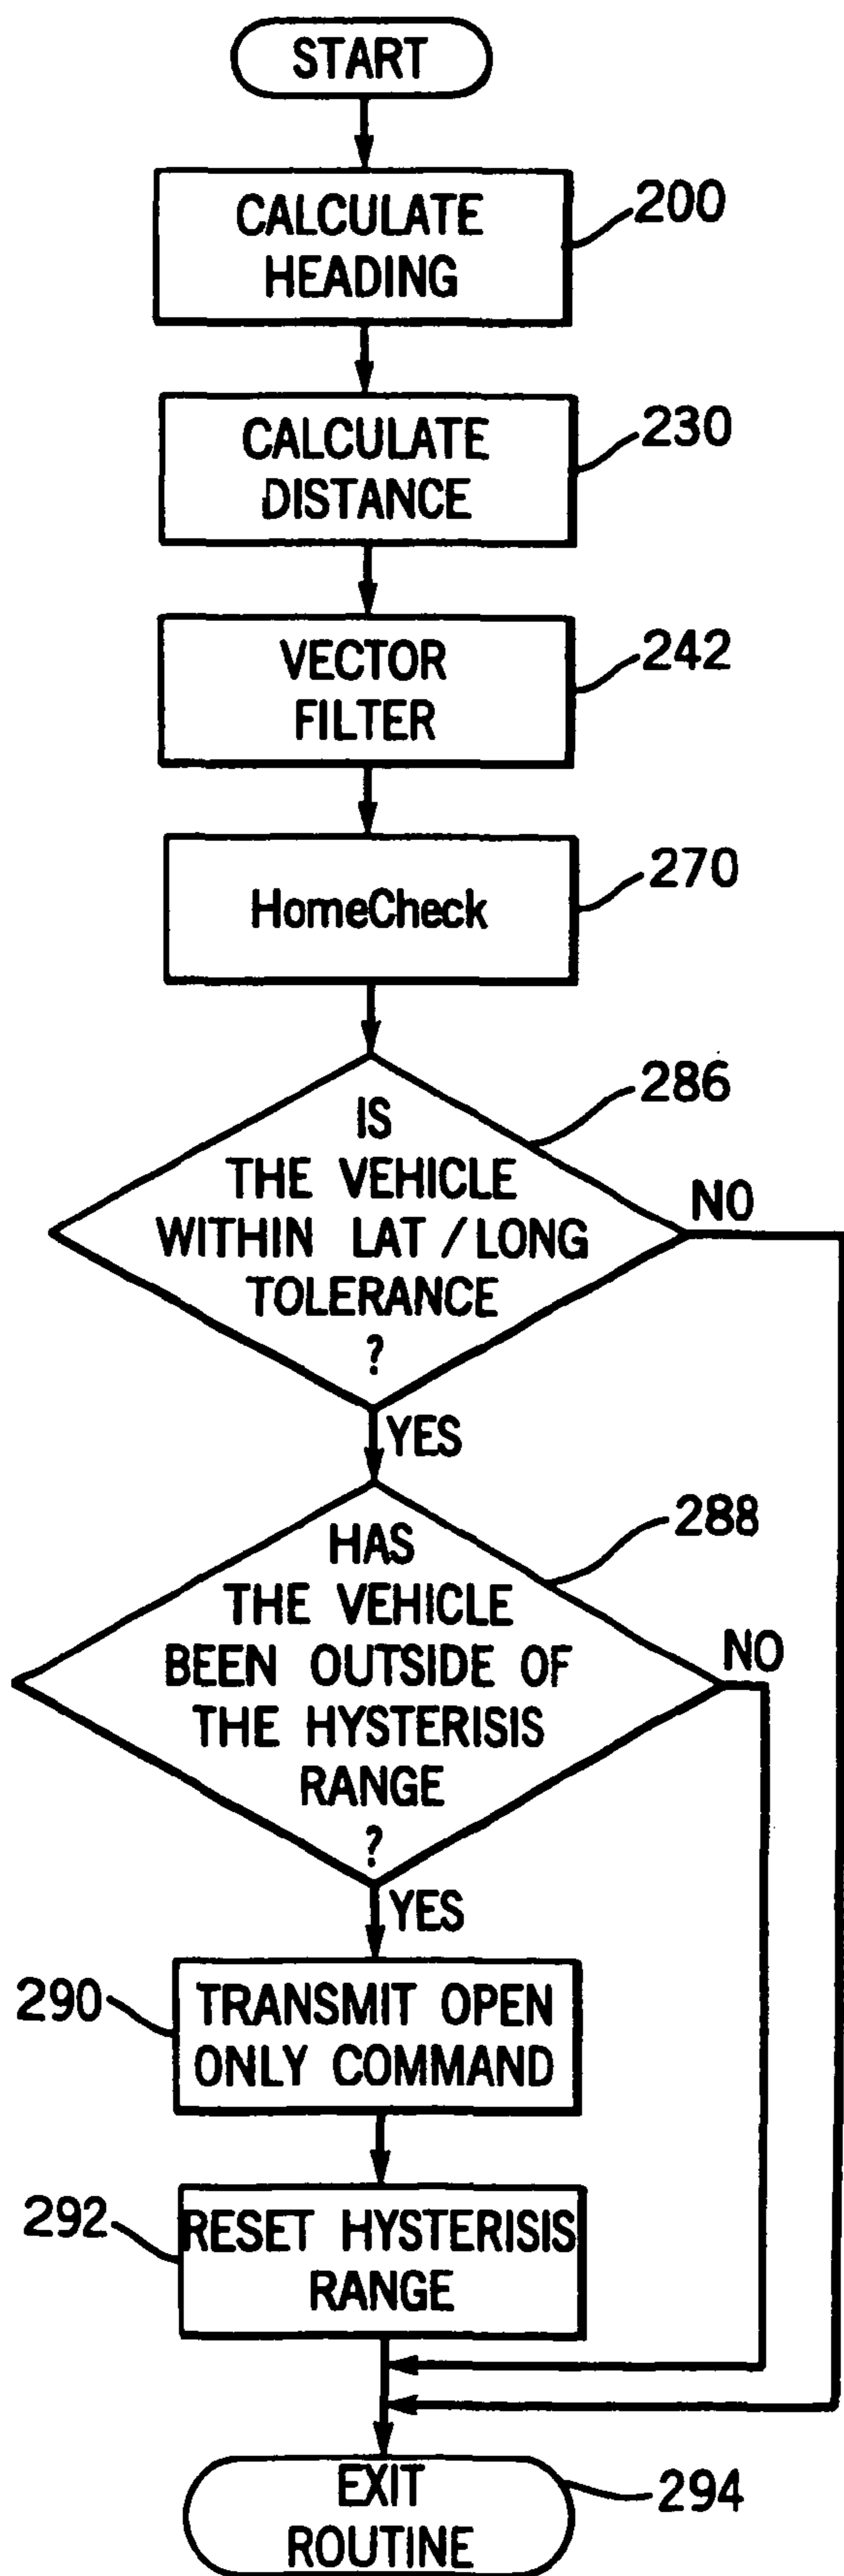 START
CALCULATE
HEADING
200
CALCULATE
DISTANCE
230
VECTOR
FILTER
242
HomeCheck
270
286
IS
THE VEHICLE
WITHIN LAT / LONG
TOLERANCE
?
NO
YES
288
HAS
THE VEHICLE
BEEN OUTSIDE OF
THE HYSTERISIS
RANGE
?
NO
YES
290
TRANSMIT OPEN
ONLY COMMAND
292
RESET HYSTERISIS
RANGE
EXIT
ROUTINE
294